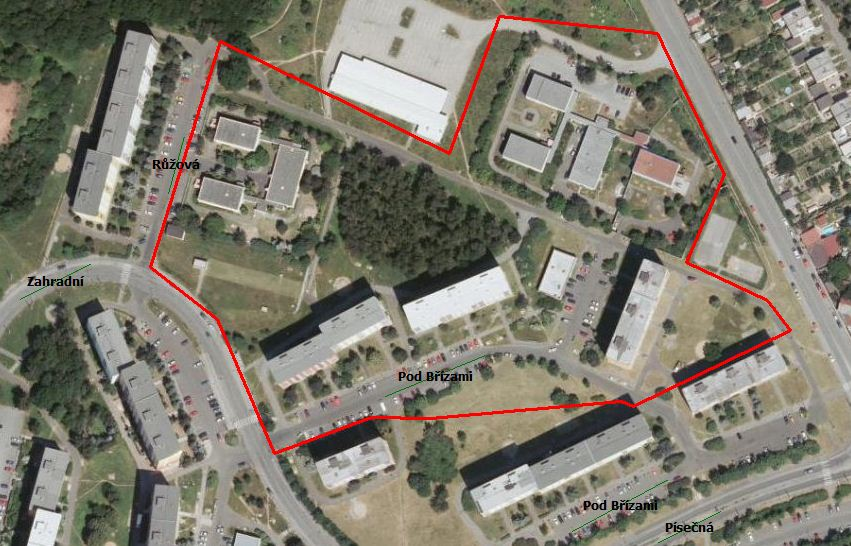 Růžová
Zahradní
Pod Břízami
Pod Břízami
Písečná